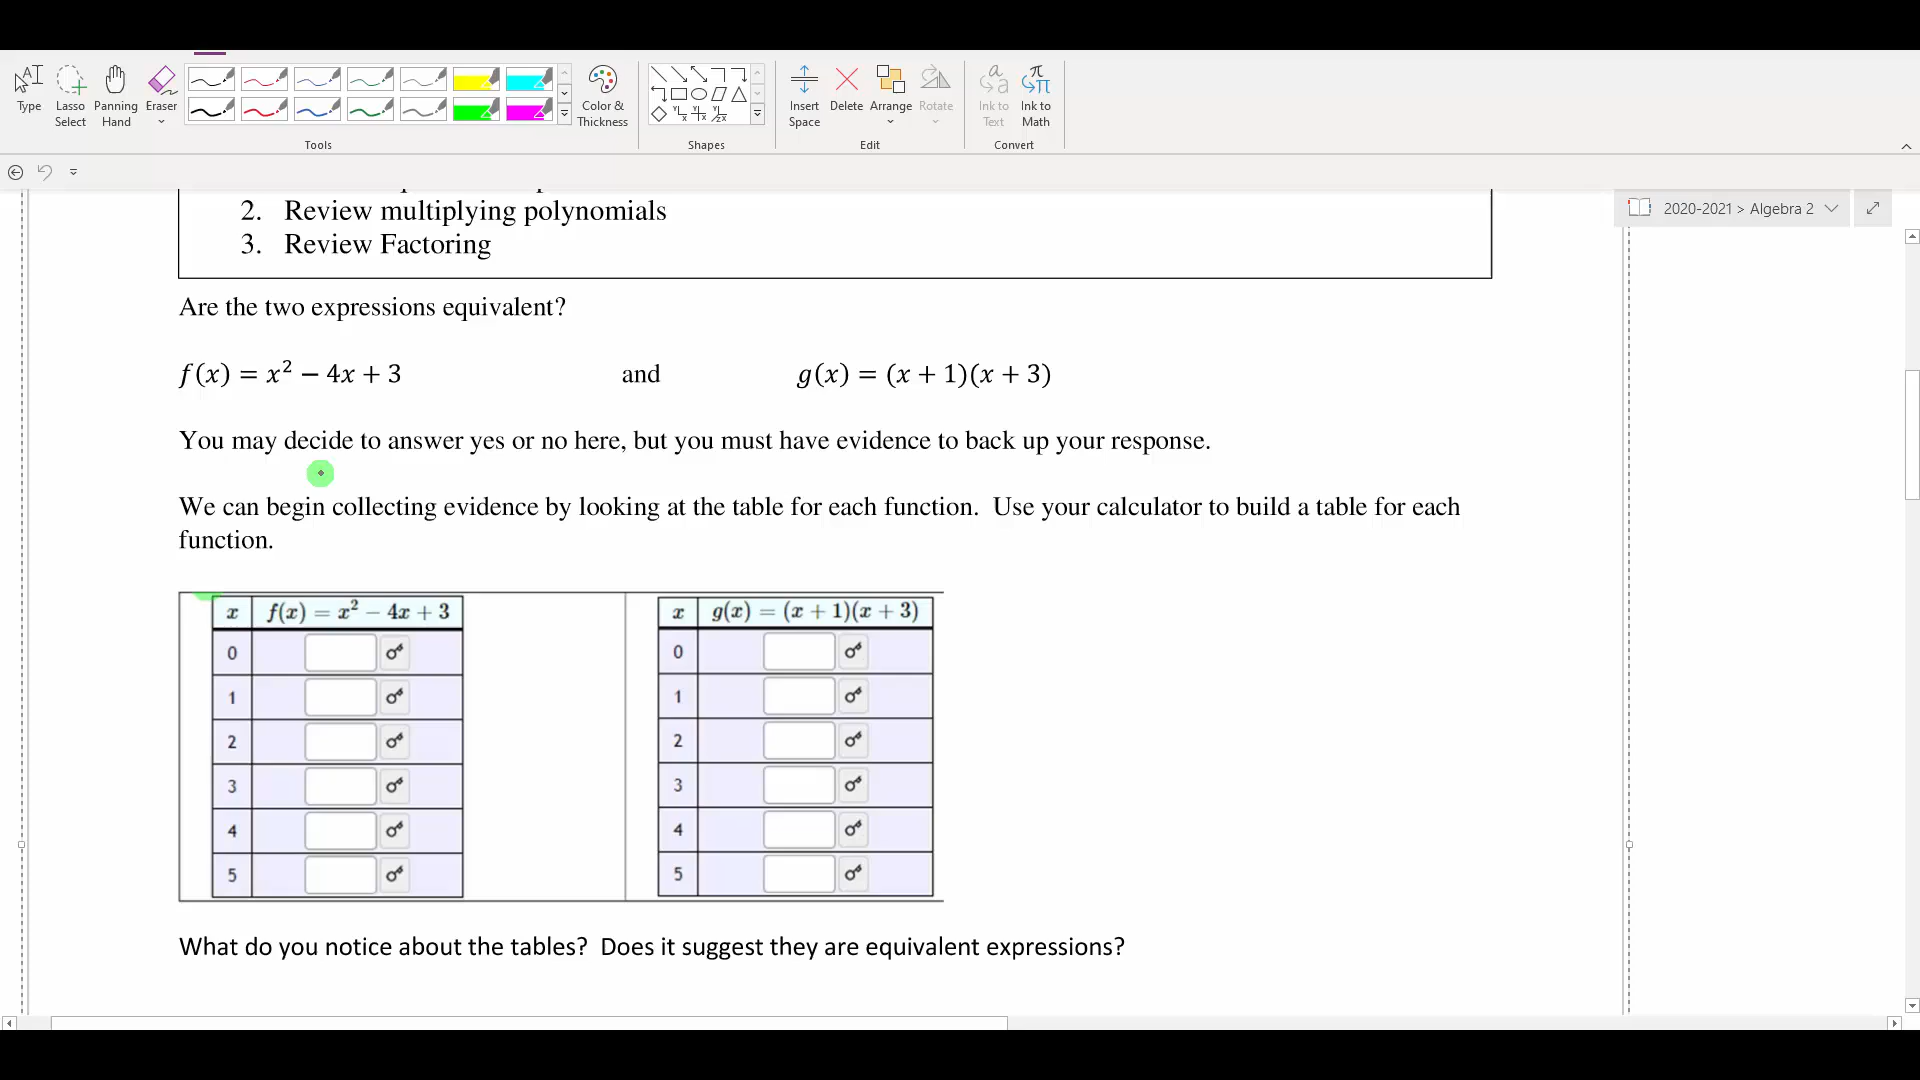 Type
Lasso
Select
Panning
Hand
Eraser
Color &
Thickness
Insert
Space
Delete
Arrange
Rotate
Ink to
Text
Ink to
Math
Tools
Shapes
Edit
Convert
2020-2021 > Algebra 2
2. Review multiplying polynomials
3. Review Factoring
Are the two expressions equivalent?
f(x) = x² − 4x + 3 and g(x) = (x + 1)(x + 3)
You may decide to answer yes or no here, but you must have evidence to back up your response.
We can begin collecting evidence by looking at the table for each function. Use your calculator to build a table for each
function.
x f(x) = x² − 4x + 3
0
1
2
3
4
5
x g(x) = (x + 1)(x + 3)
0
1
2
3
4
5
What do you notice about the tables? Does it suggest they are equivalent expressions?